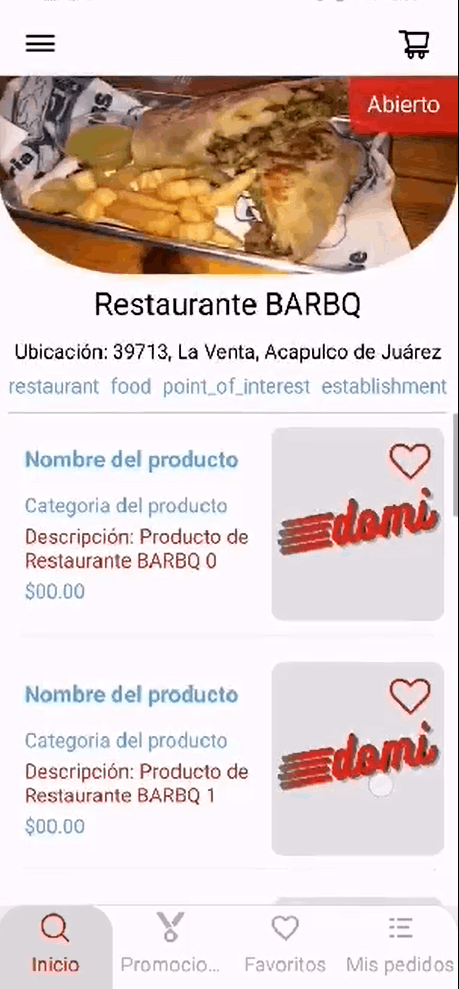 Abierto
Restaurante BARBQ
Ubicación: 39713, La Venta, Acapulco de Juárez
restaurant food point_of_interest establishment
Nombre del producto
Categoria del producto
Descripción: Producto de
Restaurante BARBQ 0
$00.00
domi
Nombre del producto
Categoria del producto
Descripción: Producto de
Restaurante BARBQ 1
$00.00
domi
Inicio
Promocio...
Favoritos
Mis pedidos